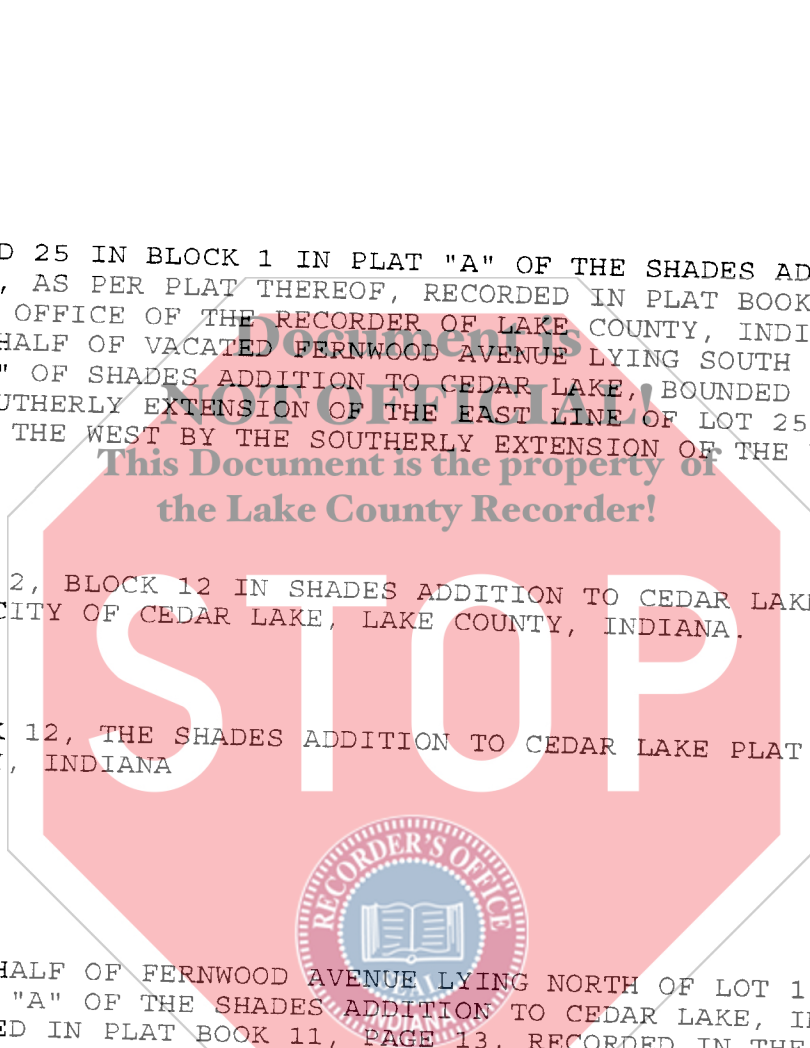 D 25 IN BLOCK 1 IN PLAT "A" OF THE SHADES AD
, AS PER PLAT THEREOF, RECORDED IN PLAT BOOK
OFFICE OF THE RECORDER OF LAKE COUNTY, INDI
HALF OF VACATED FERNWOOD AVENUE LYING SOUTH
" OF SHADES ADDITION TO CEDAR LAKE, BOUNDED
UTHERLY EXTENSION OF THE EAST LINE OF LOT 25
THE WEST BY THE SOUTHERLY EXTENSION OF THE
Document is
NOT OFFICIAL!
This Document is the property of
the Lake County Recorder!
2, BLOCK 12 IN SHADES ADDITION TO CEDAR LAKE
CITY OF CEDAR LAKE, LAKE COUNTY, INDIANA.
STOP
K 12, THE SHADES ADDITION TO CEDAR LAKE PLAT
, INDIANA
RECORDER'S OFFICE
SEAL
INDIANA
HALF OF FERNWOOD AVENUE LYING NORTH OF LOT 1
"A" OF THE SHADES ADDITION TO CEDAR LAKE, I
ED IN PLAT BOOK 11, PAGE 13, RECORDED IN THE